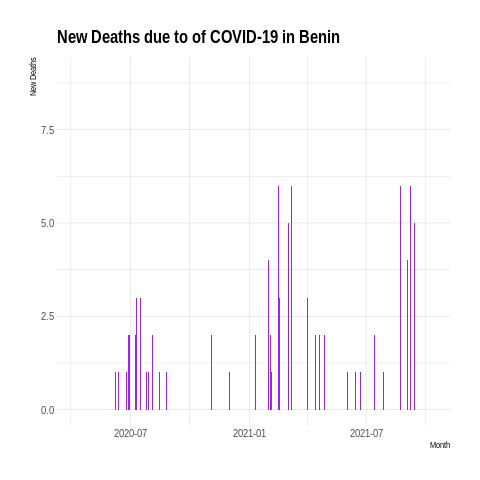 New Deaths due to of COVID-19 in Benin
New Deaths
7.5
5.0
2.5
0.0
2020-07
2021-01
2021-07
Month